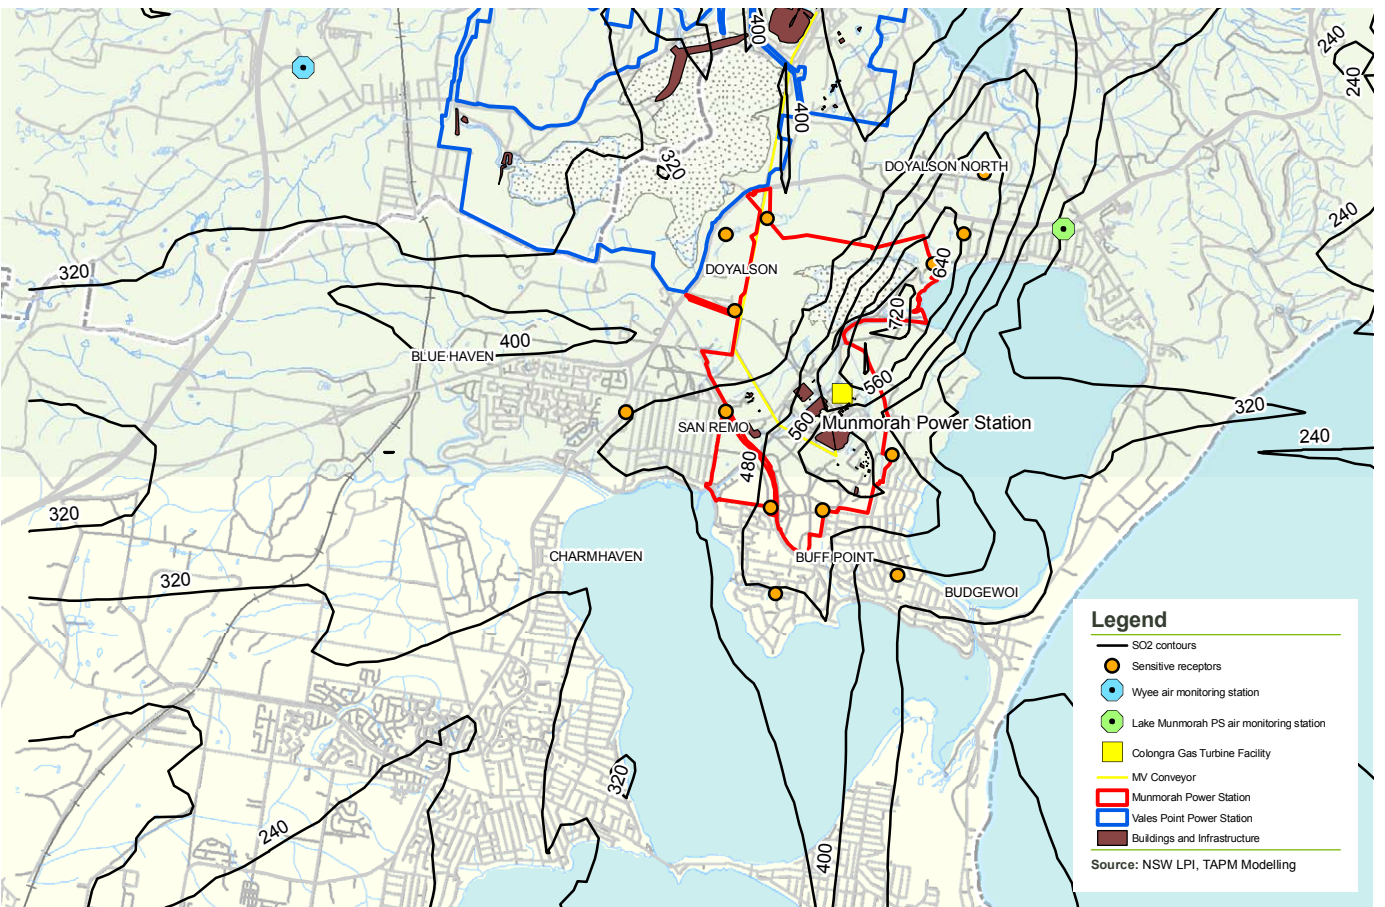 400
240
240
400
320
DOYALSON NORTH
240
640
DOYALSON
320
720
400
BLUE HAVEN
560
320
SAN REMO
560
Munmorah Power Station
240
480
320
CHARMHAVEN
BUFF POINT
320
BUDGEWOI
320
240
400
Legend
SO2 contours
Sensitive receptors
Wyee air monitoring station
Lake Munmorah PS air monitoring station
Colongra Gas Turbine Facility
MV Conveyor
Munmorah Power Station
Vales Point Power Station
Buildings and Infrastructure
Source: NSW LPI, TAPM Modelling